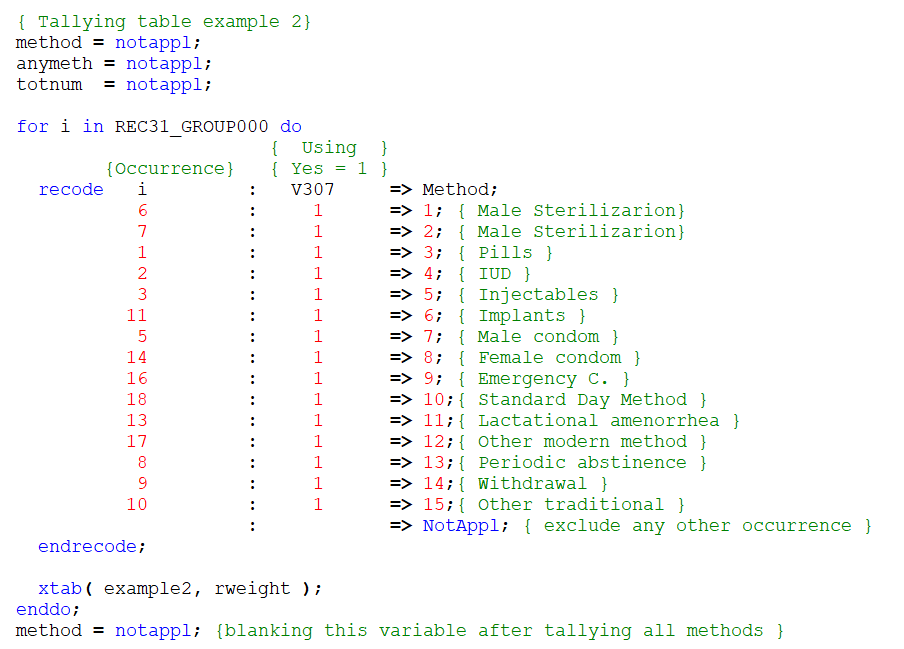 { Tallying table example 2}
method = notappl;
anymeth = notappl;
totnum  = notappl;
for i in REC31_GROUP000 do
{  Using  }
{Occurrence}   { Yes = 1 }
recode   i   :   V307   => Method;
6   :   1   => 1; { Male Sterilizarion}
7   :   1   => 2; { Male Sterilizarion}
1   :   1   => 3; { Pills }
2   :   1   => 4; { IUD }
3   :   1   => 5; { Injectables }
11   :   1   => 6; { Implants }
5   :   1   => 7; { Male condom }
14   :   1   => 8; { Female condom }
16   :   1   => 9; { Emergency C. }
18   :   1   => 10;{ Standard Day Method }
13   :   1   => 11;{ Lactational amenorrhea }
17   :   1   => 12;{ Other modern method }
8   :   1   => 13;{ Periodic abstinence }
9   :   1   => 14;{ Withdrawal }
10   :   1   => 15;{ Other traditional }
:   => NotAppl; { exclude any other occurrence }
endrecode;
xtab( example2, rweight );
enddo;
method = notappl; {blanking this variable after tallying all methods }